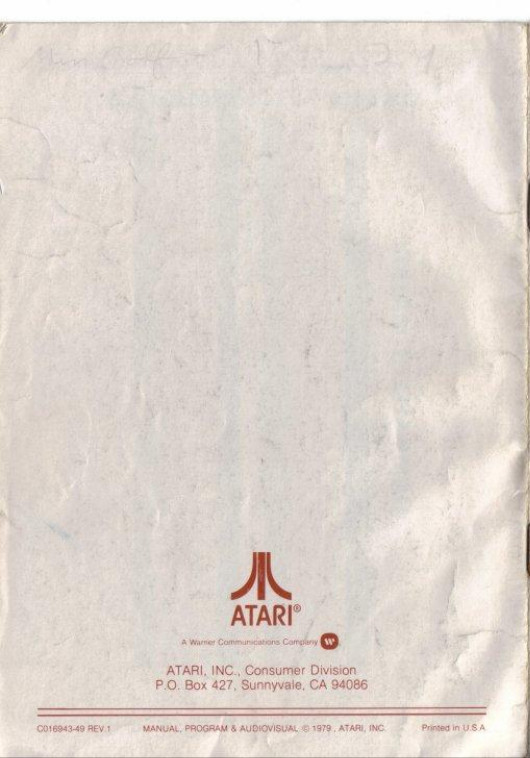 ATARI®
A Warner Communications Company
ATARI, INC., Consumer Division
P.O. Box 427, Sunnyvale, CA 94086
C016943-49 REV.1 MANUAL, PROGRAM & AUDIOVISUAL © 1979, ATARI, INC. Printed in U.S.A.